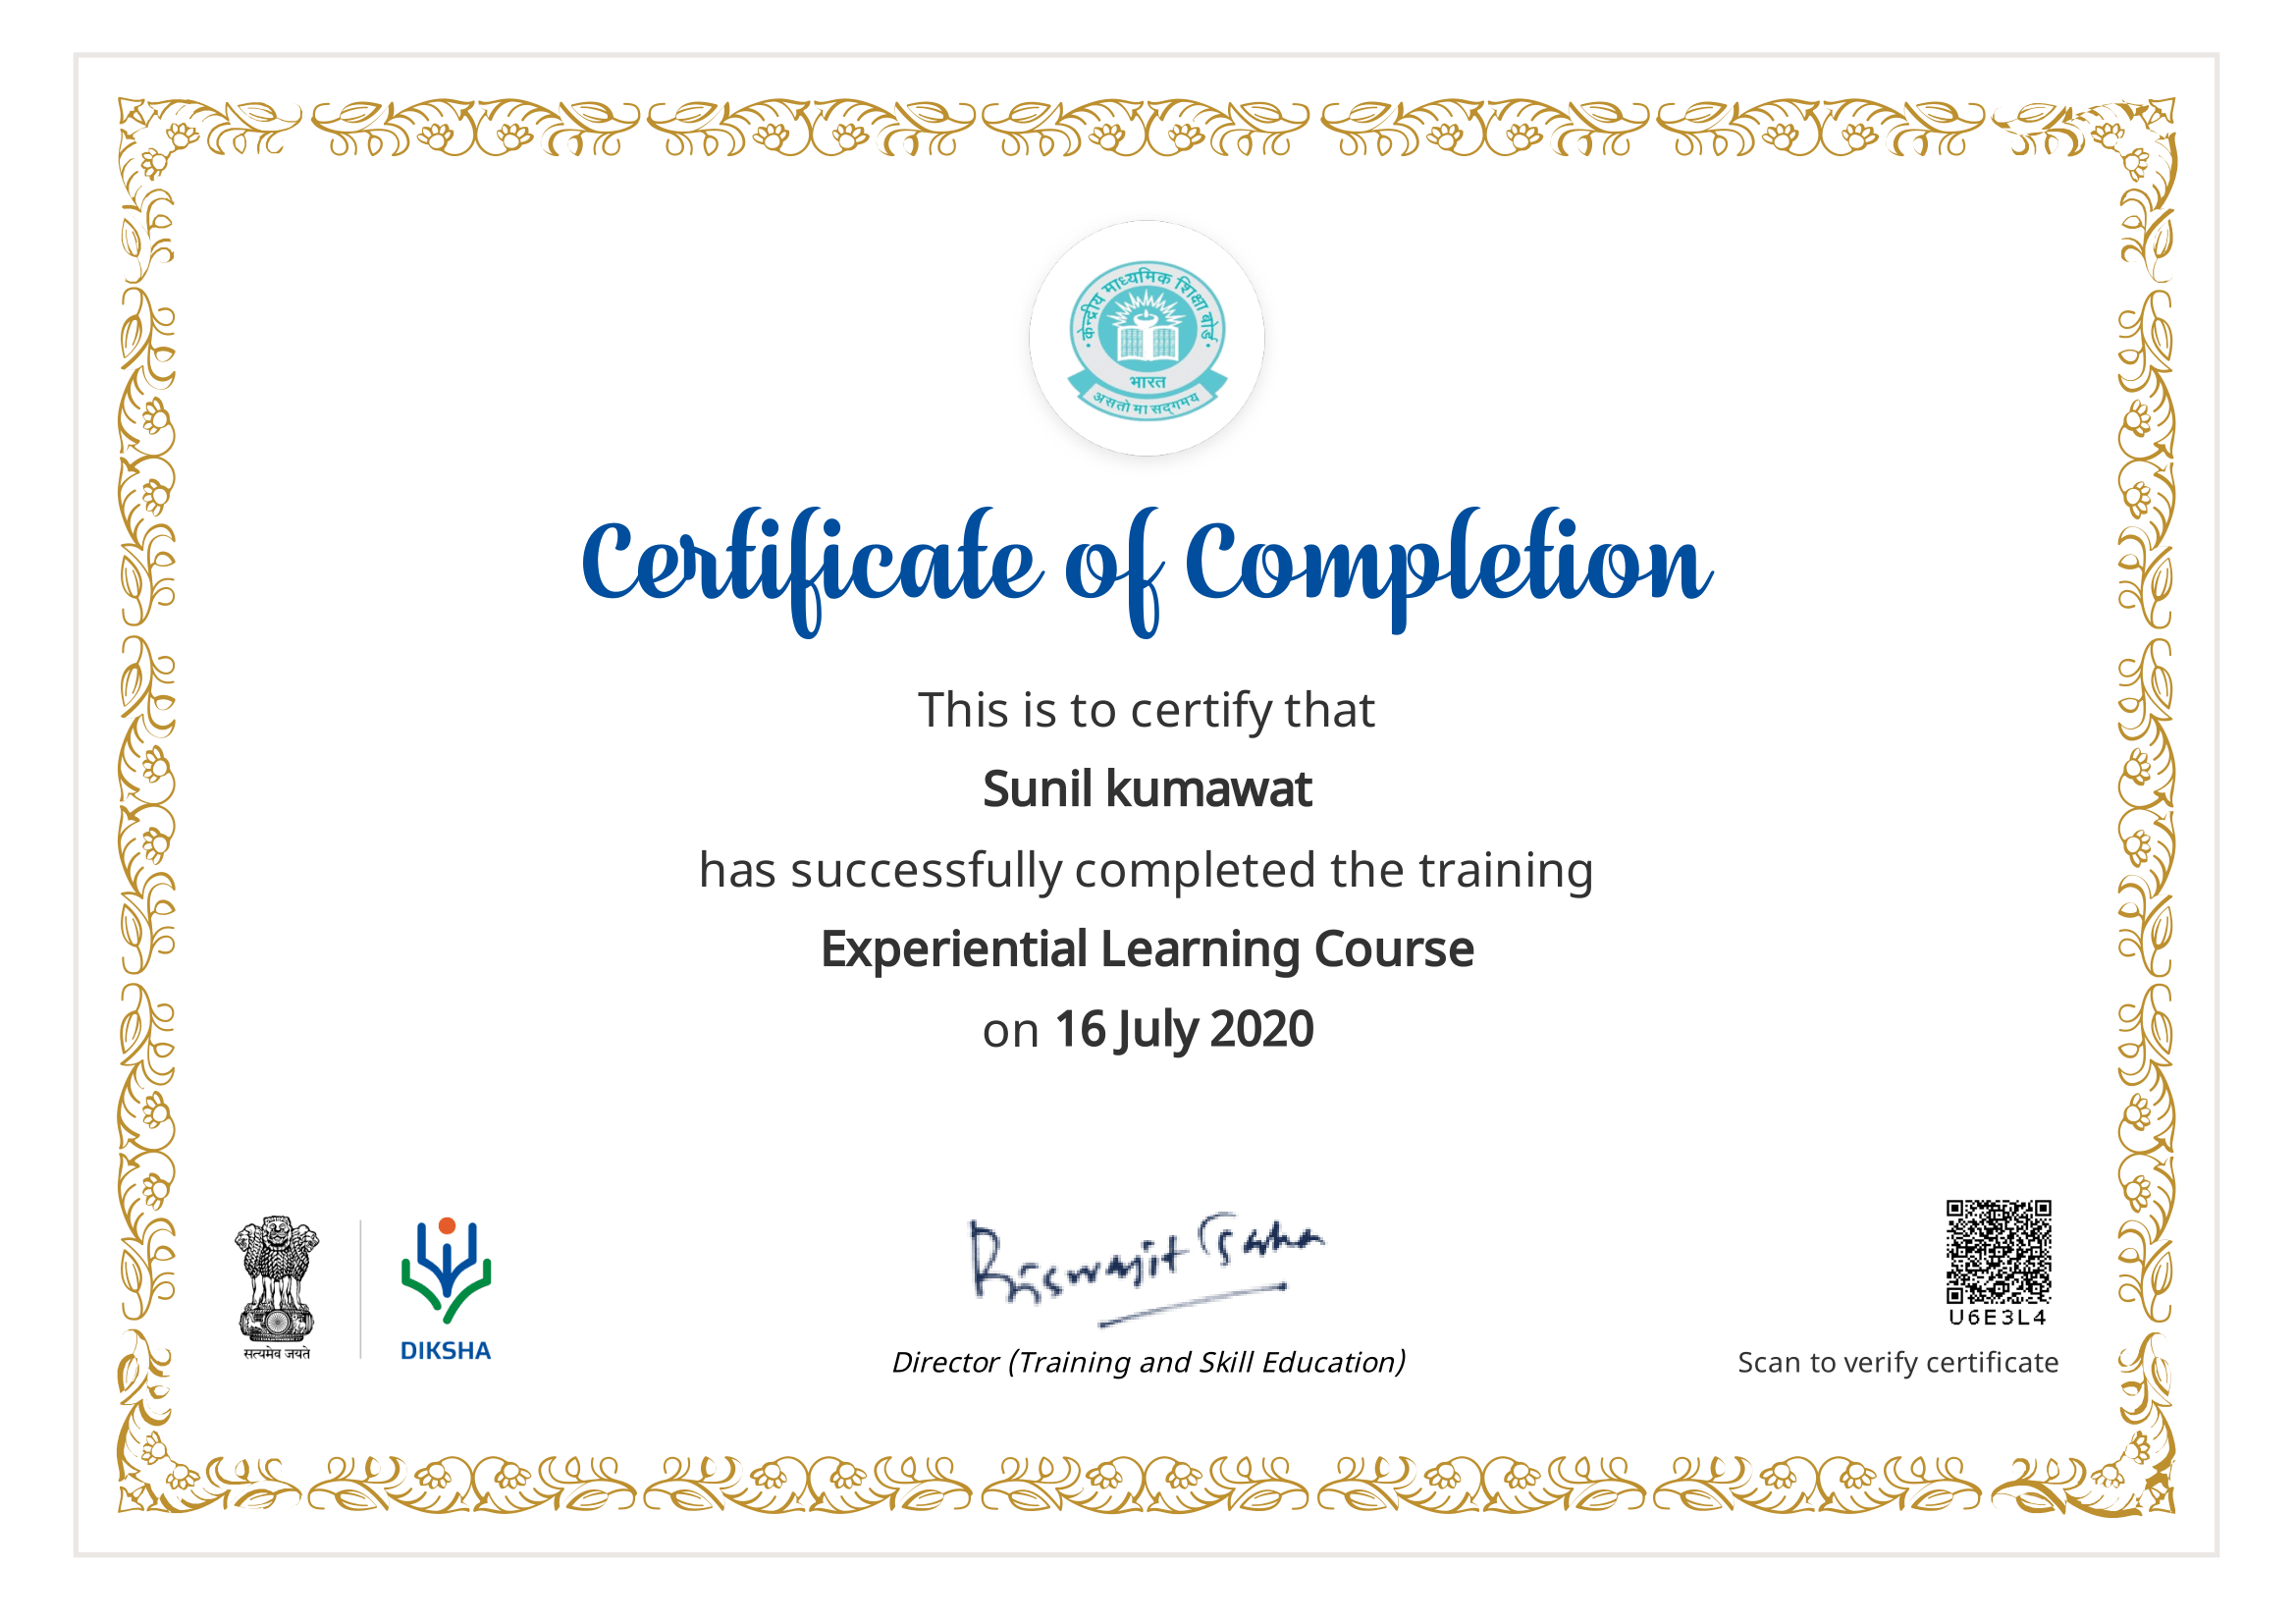 केन्द्रीय माध्यमिक शिक्षा बोर्ड
भारत
असतो मा सद्गमय
Certificate of Completion
This is to certify that
Sunil kumawat
has successfully completed the training
Experiential Learning Course
on 16 July 2020
सत्यमेव जयते
DIKSHA
Biswajit Saha
Director (Training and Skill Education)
U6E3L4
Scan to verify certificate